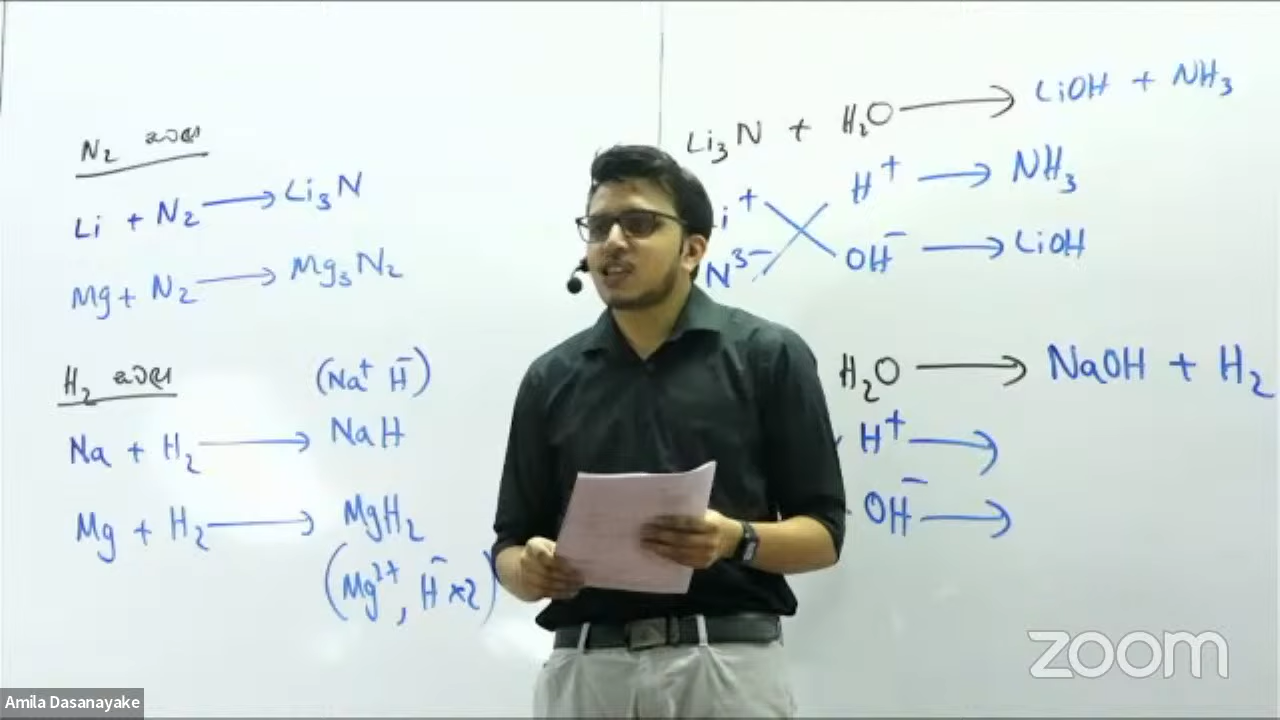 N₂ සමඟ
Li + N₂ → Li₃N
Mg + N₂ → Mg₃N₂
H₂ සමඟ
(Na⁺ H⁻)
Na + H₂ → NaH
Mg + H₂ → MgH₂
(Mg²⁺, H⁻×2)
Li₃N + H₂O → LiOH + NH₃
i⁺ H⁺ → NH₃
N³⁻ OH⁻ → LiOH
H₂O → NaOH + H₂
H⁺ →
OH⁻ →
Amila Dasanayake
zoom